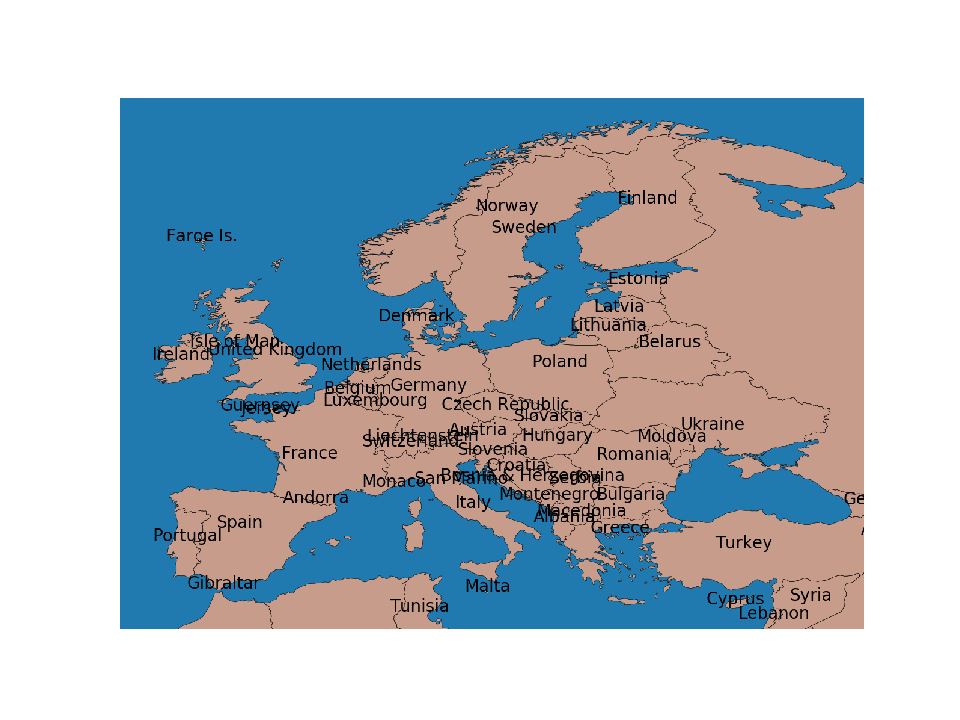 Finland
Norway
Sweden
Faroe Is.
Estonia
Latvia
Denmark
Lithuania
Isle of Man
Belarus
United Kingdom
Ireland
Poland
Netherlands
Germany
Belgium
Luxembourg
Czech Republic
Guernsey
Jersey
Slovakia
Ukraine
Austria
Liechtenstein
Hungary
Moldova
Switzerland
Slovenia
France
Romania
Croatia
Bosnia & Herzegovina
San Marino
Serbia
Monaco
Montenegro
Bulgaria
Andorra
Ge
Italy
Macedonia
Albania
Spain
Greece
Portugal
Turkey
Gibraltar
Malta
Syria
Cyprus
Tunisia
Lebanon